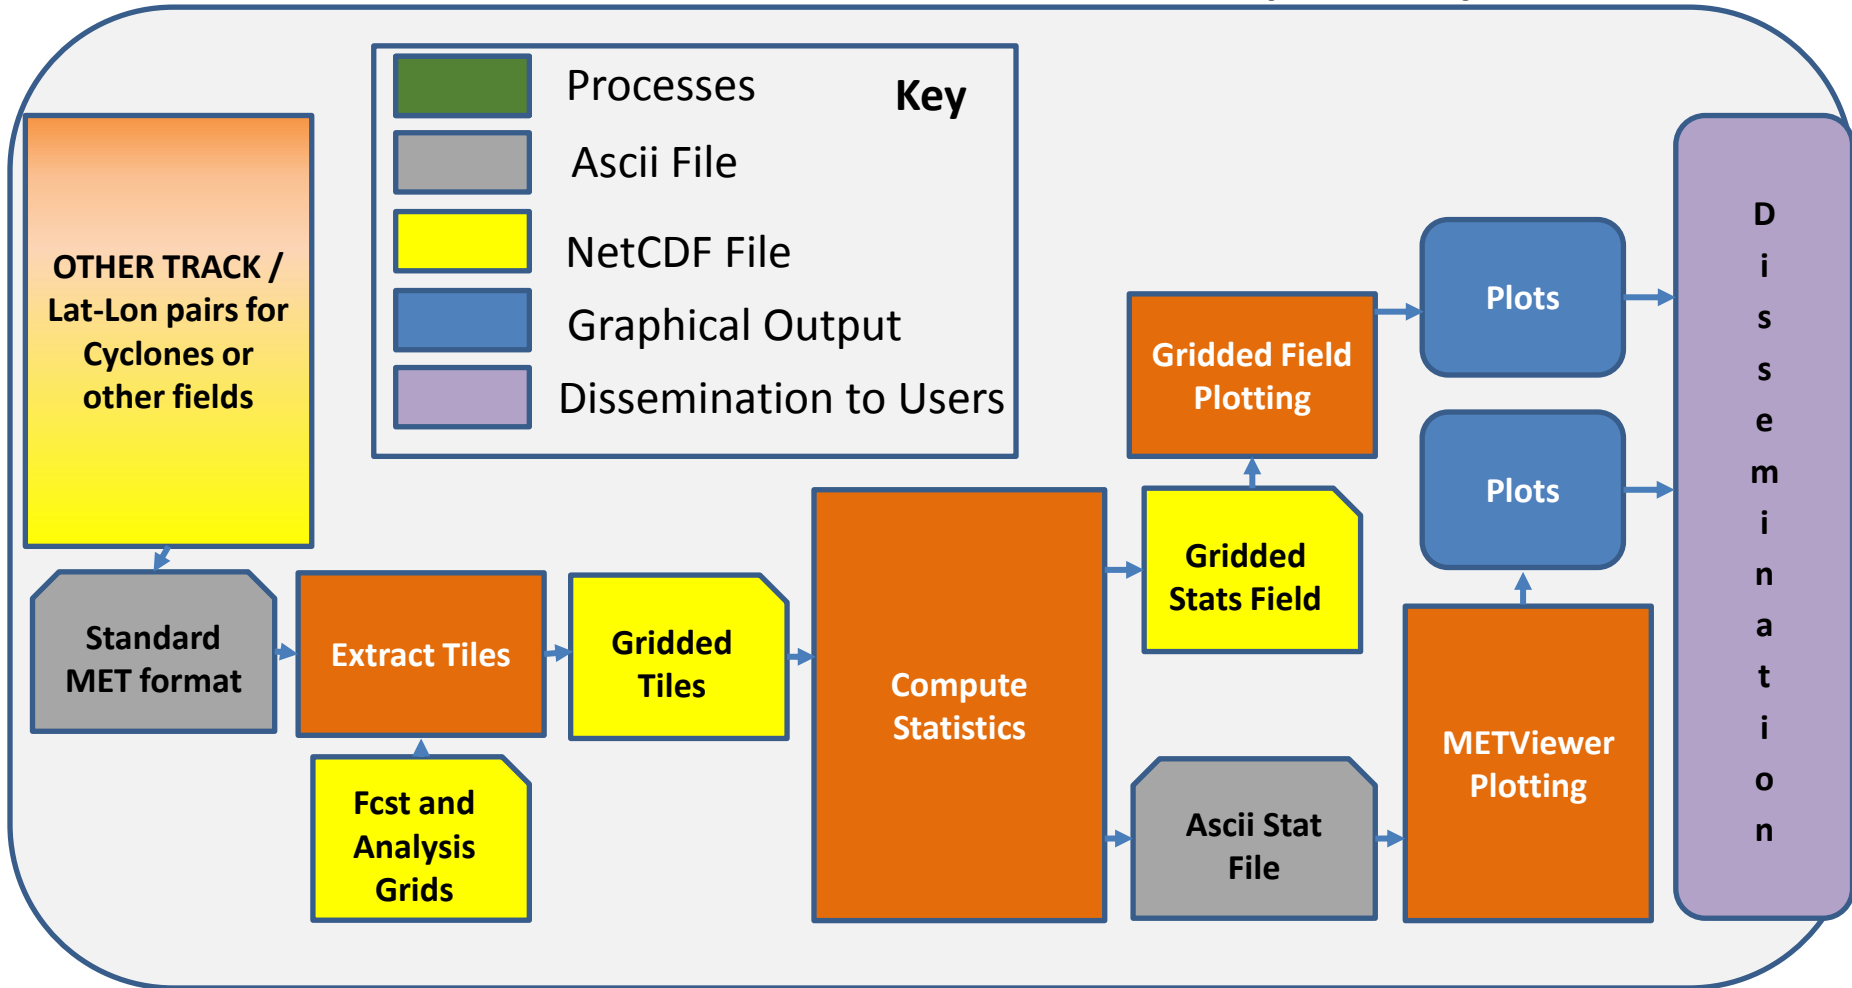 Processes
Key
Ascii File
NetCDF File
Graphical Output
Dissemination to Users
OTHER TRACK /
Lat-Lon pairs for
Cyclones or
other fields
Standard
MET format
Extract Tiles
Fcst and
Analysis
Grids
Gridded
Tiles
Compute
Statistics
Gridded Field
Plotting
Gridded
Stats Field
Ascii Stat
File
METViewer
Plotting
Plots
Plots
D
i
s
s
e
m
i
n
a
t
i
o
n